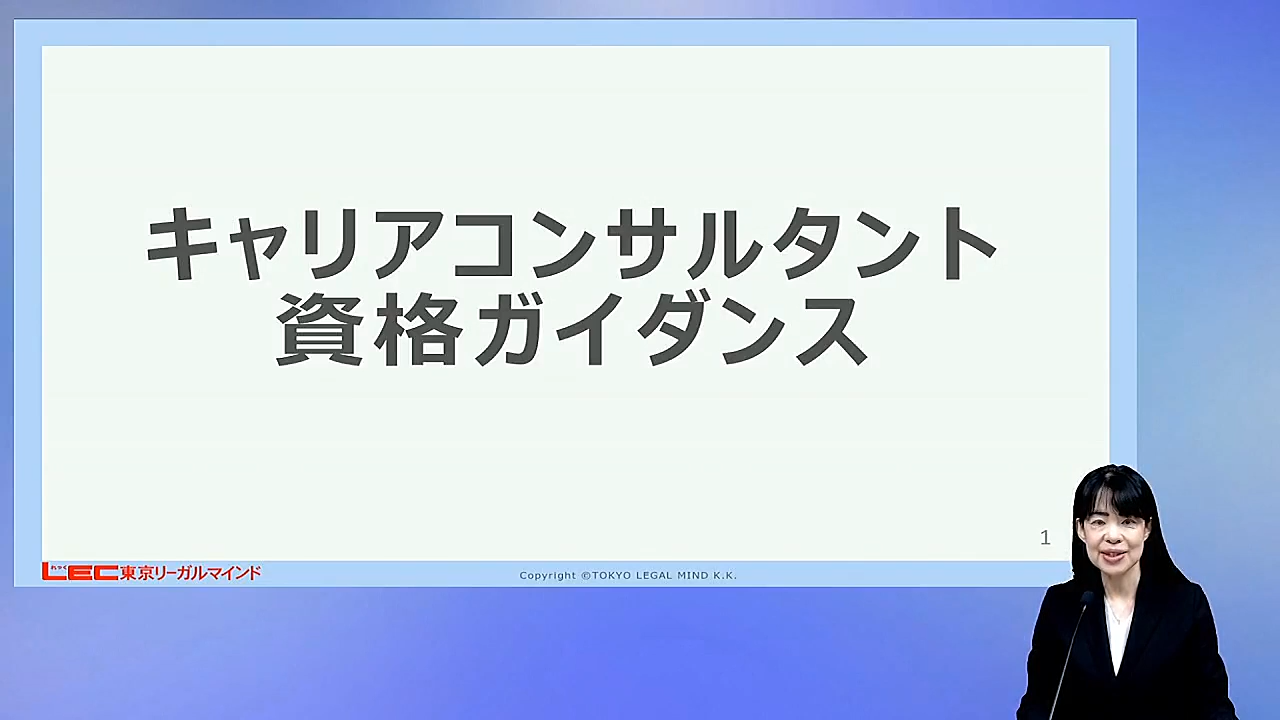 キャリアコンサルタント
資格ガイダンス
1
LEC東京リーガルマインド
Copyright ©TOKYO LEGAL MIND K.K.